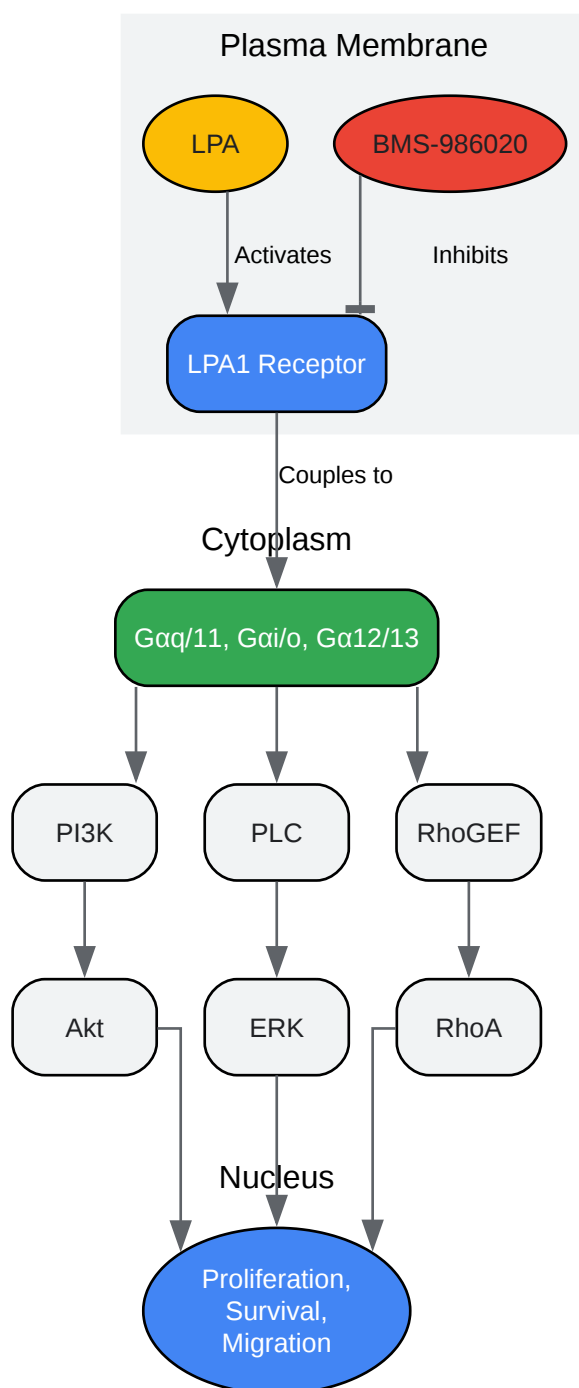 Plasma Membrane
LPA
BMS-986020
Activates
Inhibits
LPA1 Receptor
Couples to
Cytoplasm
Gαq/11, Gαi/o, Gα12/13
PI3K
PLC
RhoGEF
Akt
ERK
RhoA
Nucleus
Proliferation,
Survival,
Migration